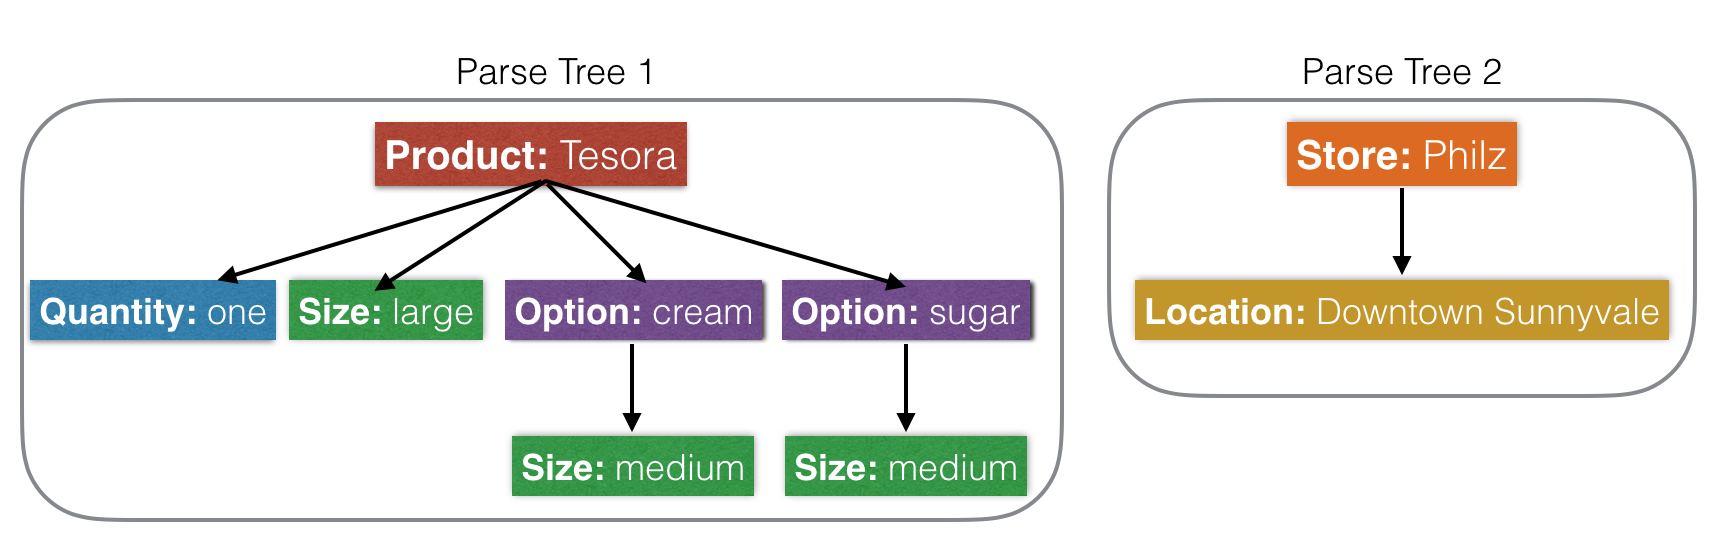 Parse Tree 1
Product: Tesora
Quantity: one
Size: large
Option: cream
Option: sugar
Size: medium
Size: medium
Parse Tree 2
Store: Philz
Location: Downtown Sunnyvale